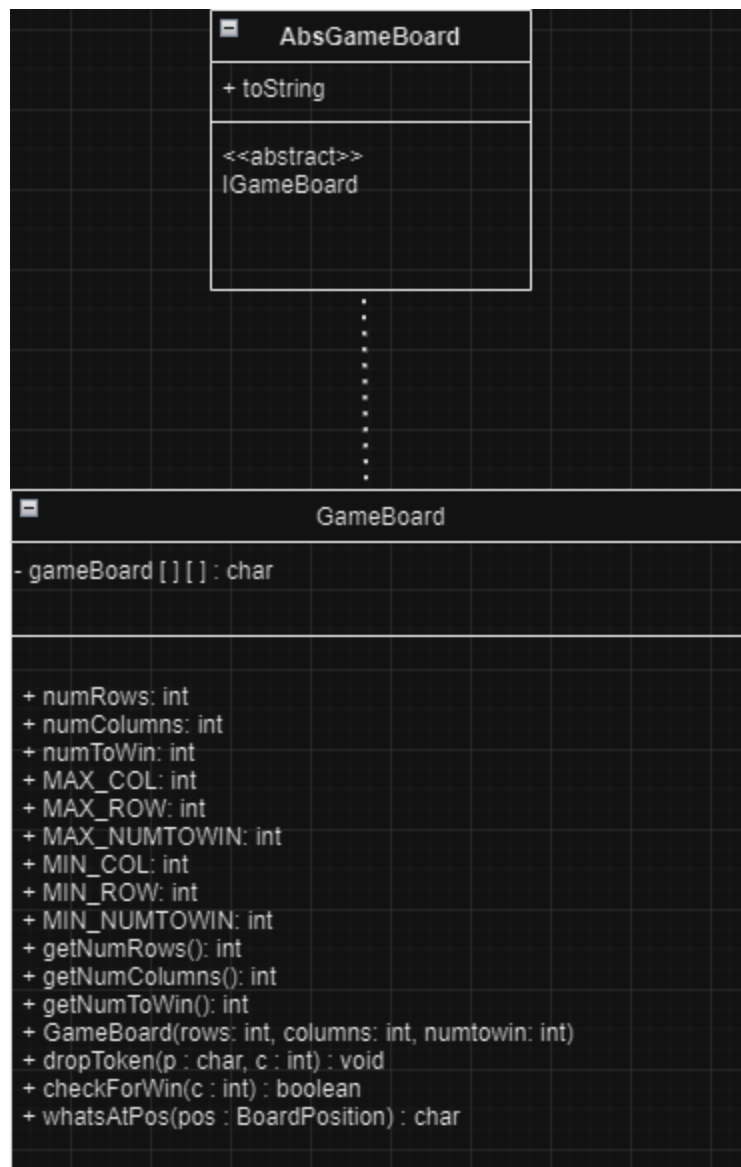 AbsGameBoard
+ toString
<<abstract>>
IGameBoard
GameBoard
- gameBoard [ ] [ ] : char
+ numRows: int
+ numColumns: int
+ numToWin: int
+ MAX_COL: int
+ MAX_ROW: int
+ MAX_NUMTOWIN: int
+ MIN_COL: int
+ MIN_ROW: int
+ MIN_NUMTOWIN: int
+ getNumRows(): int
+ getNumColumns(): int
+ getNumToWin(): int
+ GameBoard(rows: int, columns: int, numtowin: int)
+ dropToken(p : char, c : int) : void
+ checkForWin(c : int) : boolean
+ whatsAtPos(pos : BoardPosition) : char